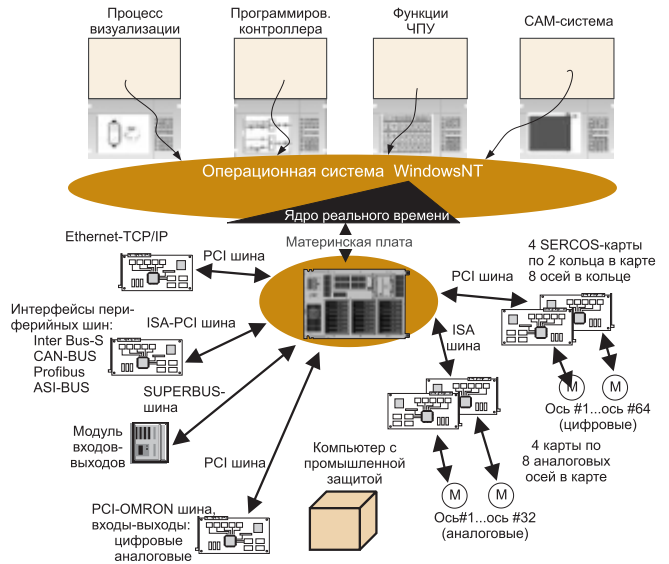 Процесс
визуализации
Программиров.
контроллера
Функции
ЧПУ
CAM-система
Операционная система WindowsNT
Ядро реального времени
Материнская плата
Ethernet-TCP/IP
PCI шина
PCI шина
4 SERCOS-карты
по 2 кольца в карте
8 осей в кольце
Интерфейсы пери-
ферийных шин:
Inter Bus-S
CAN-BUS
Profibus
ASI-BUS
ISA-PCI шина
ISA
шина
SUPERBUS-
шина
M
M
Ось #1...ось #64
(цифровые)
Модуль
входов-
выходов
PCI шина
Компьютер с
промышленной
защитой
4 карты по
8 аналоговых
осей в карте
M
M
Ось#1...ось #32
(аналоговые)
PCI-OMRON шина,
входы-выходы:
цифровые
аналоговые